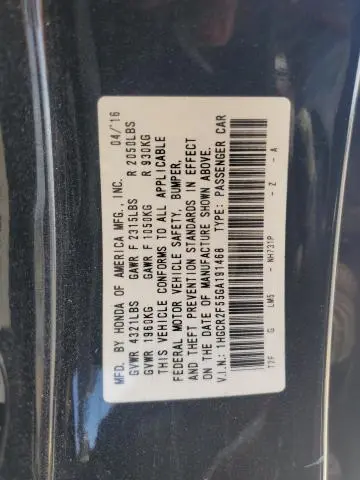 MFD. BY HONDA OF AMERICA MFG., INC. 04/'16
GVWR 4321LBS GAWR F 2315LBS R 2050LBS
GVWR 1960KG GAWR F 1050KG R 930KG
THIS VEHICLE CONFORMS TO ALL APPLICABLE
FEDERAL MOTOR VEHICLE SAFETY, BUMPER,
AND THEFT PREVENTION STANDARDS IN EFFECT
ON THE DATE OF MANUFACTURE SHOWN ABOVE.
V.I.N.: 1HGCR2F55GA191468 TYPE: PASSENGER CAR
T2F G LM5 - NH731P - Z - A